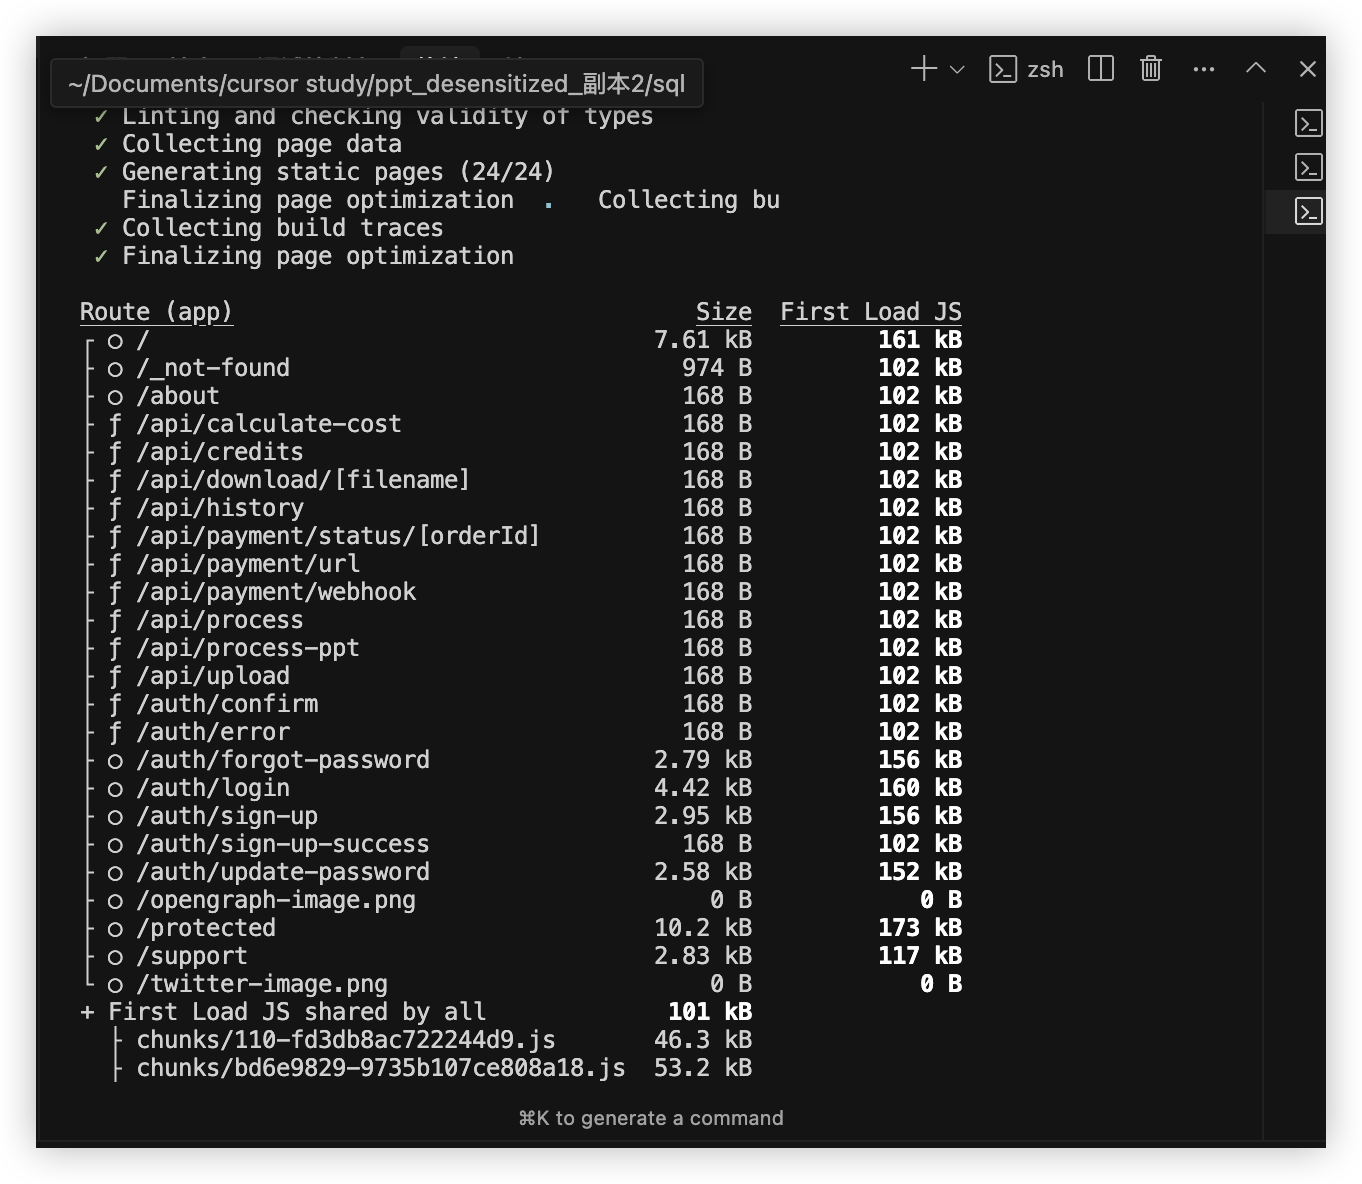 ~/Documents/cursor study/ppt_desensitized_副本2/sql
zsh
✓ Linting and checking validity of types
✓ Collecting page data
✓ Generating static pages (24/24)
Finalizing page optimization . Collecting bu
✓ Collecting build traces
✓ Finalizing page optimization
Route (app) Size First Load JS
┌ ○ / 7.61 kB 161 kB
├ ○ /_not-found 974 B 102 kB
├ ○ /about 168 B 102 kB
├ ƒ /api/calculate-cost 168 B 102 kB
├ ƒ /api/credits 168 B 102 kB
├ ƒ /api/download/[filename] 168 B 102 kB
├ ƒ /api/history 168 B 102 kB
├ ƒ /api/payment/status/[orderId] 168 B 102 kB
├ ƒ /api/payment/url 168 B 102 kB
├ ƒ /api/payment/webhook 168 B 102 kB
├ ƒ /api/process 168 B 102 kB
├ ƒ /api/process-ppt 168 B 102 kB
├ ƒ /api/upload 168 B 102 kB
├ ƒ /auth/confirm 168 B 102 kB
├ ƒ /auth/error 168 B 102 kB
├ ○ /auth/forgot-password 2.79 kB 156 kB
├ ○ /auth/login 4.42 kB 160 kB
├ ○ /auth/sign-up 2.95 kB 156 kB
├ ○ /auth/sign-up-success 168 B 102 kB
├ ○ /auth/update-password 2.58 kB 152 kB
├ ○ /opengraph-image.png 0 B 0 B
├ ○ /protected 10.2 kB 173 kB
├ ○ /support 2.83 kB 117 kB
└ ○ /twitter-image.png 0 B 0 B
+ First Load JS shared by all 101 kB
├ chunks/110-fd3db8ac722244d9.js 46.3 kB
├ chunks/bd6e9829-9735b107ce808a18.js 53.2 kB
⌘K to generate a command